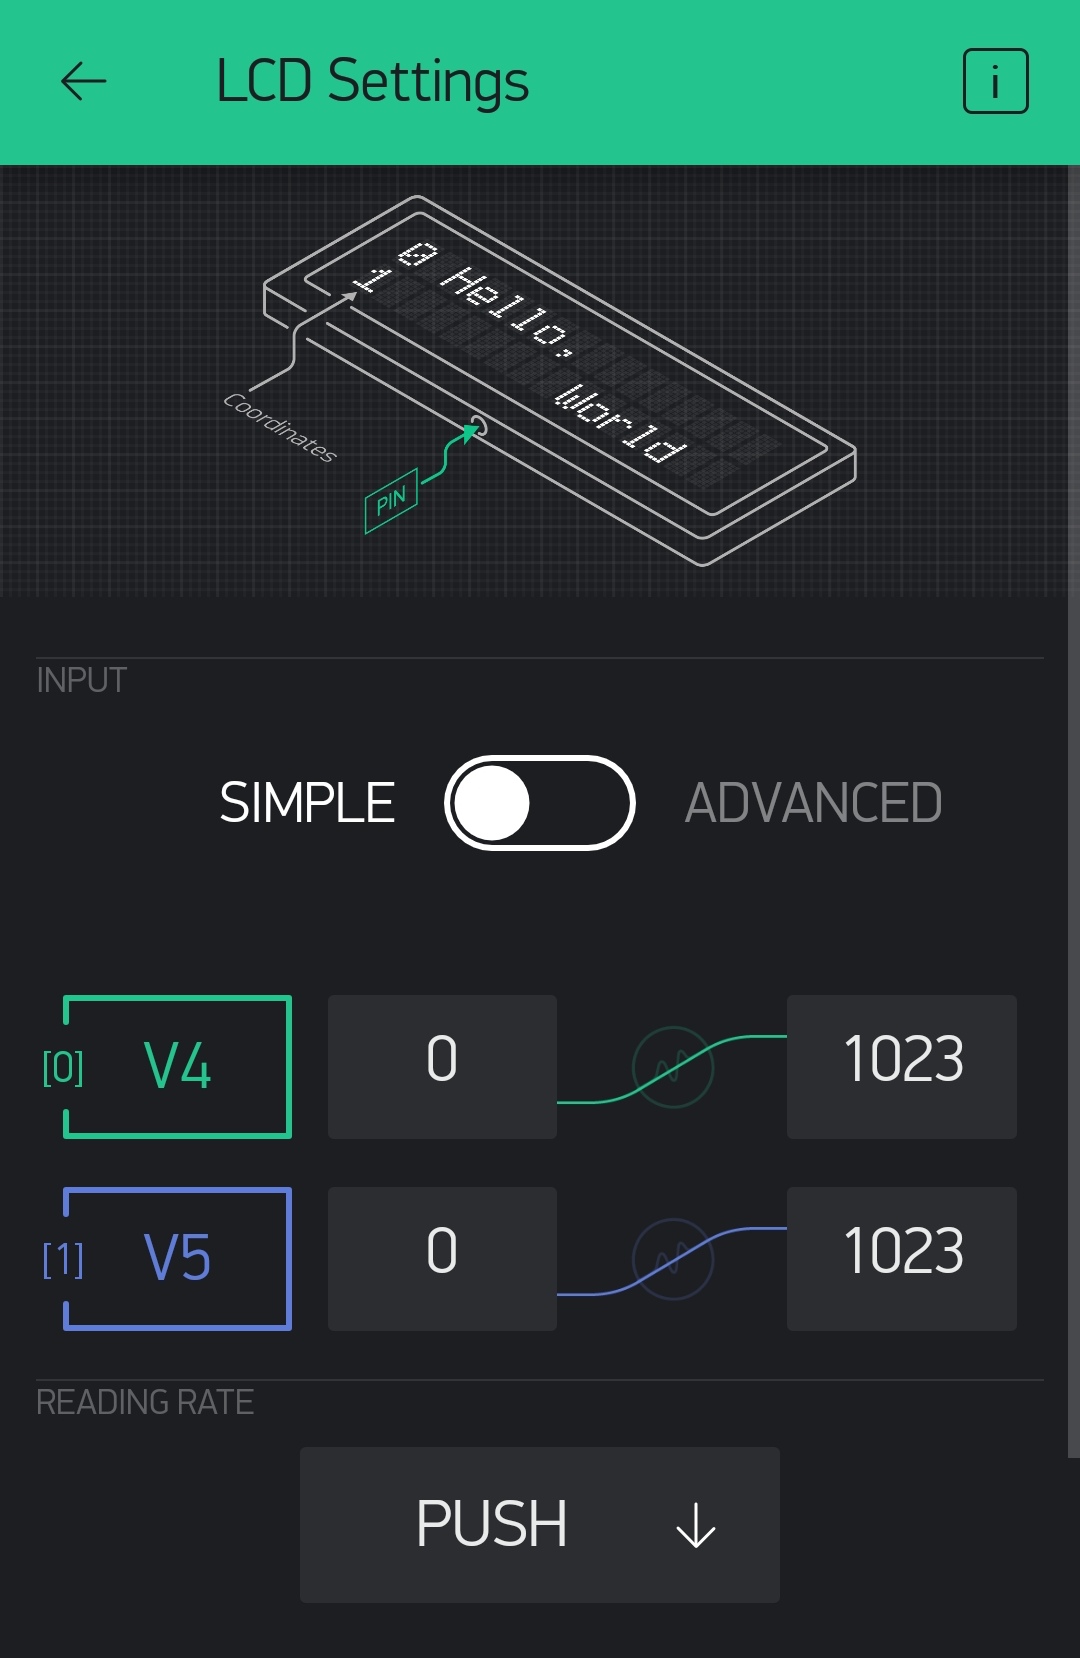 LCD Settings
i
0 Hello,
1
World
Coordinates
PIN
INPUT
SIMPLE ADVANCED
[0] V4 0 1023
[1] V5 0 1023
READING RATE
PUSH